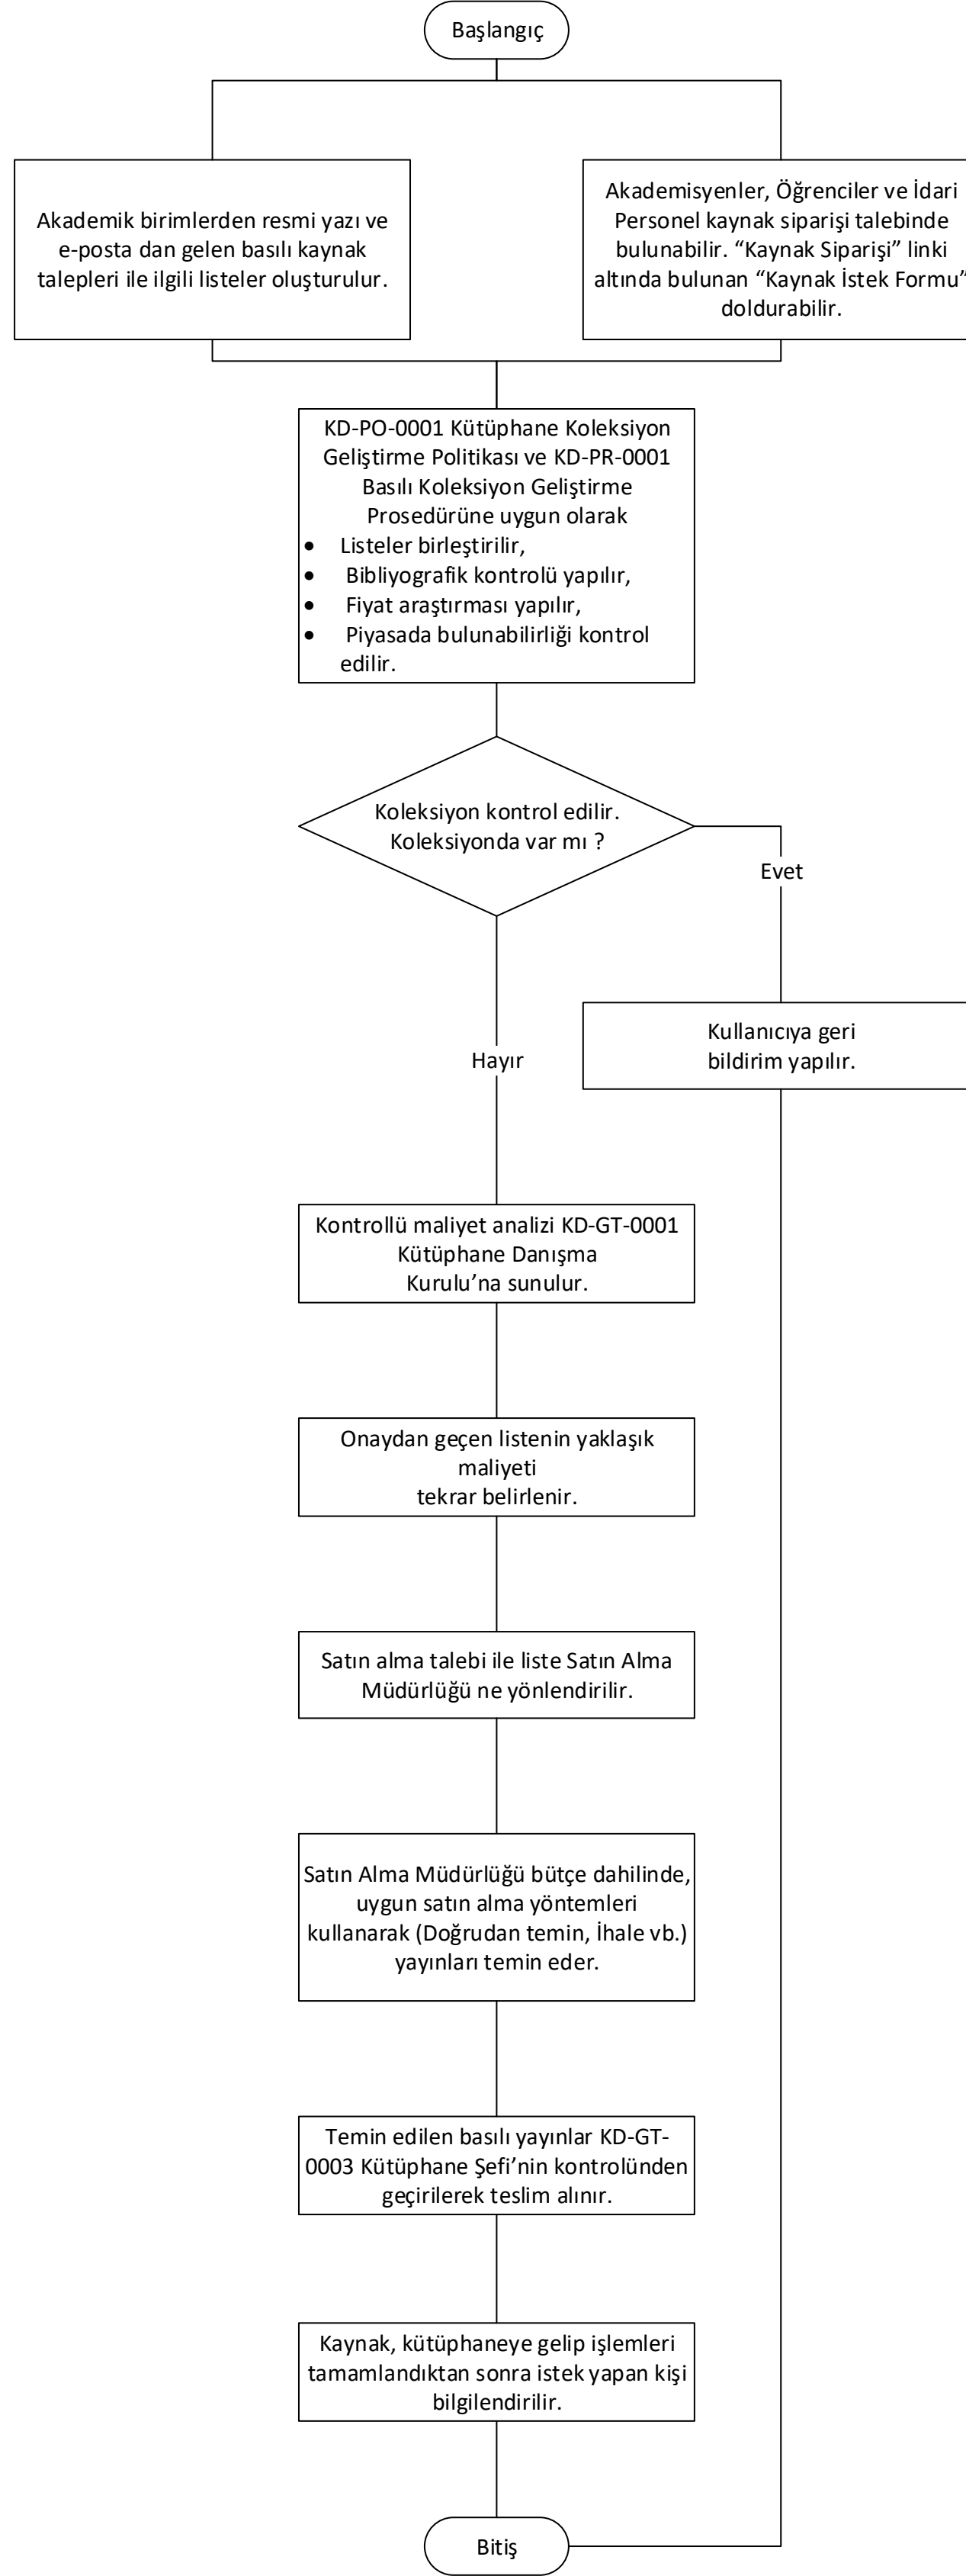 Başlangıç
Akademik birimlerden resmi yazı ve
e-posta dan gelen basılı kaynak
talepleri ile ilgili listeler oluşturulur.
Akademisyenler, Öğrenciler ve İdari
Personel kaynak siparişi talebinde
bulunabilir. “Kaynak Siparişi” linki
altında bulunan “Kaynak İstek Formu”
doldurabilir.
KD-PO-0001 Kütüphane Koleksiyon
Geliştirme Politikası ve KD-PR-0001
Basılı Koleksiyon Geliştirme
Prosedürüne uygun olarak
• Listeler birleştirilir,
• Bibliyografik kontrolü yapılır,
• Fiyat araştırması yapılır,
• Piyasada bulunabilirliği kontrol
edilir.
Koleksiyon kontrol edilir.
Koleksiyonda var mı ?
Evet
Kullanıcıya geri
bildirim yapılır.
Hayır
Kontrollü maliyet analizi KD-GT-0001
Kütüphane Danışma
Kurulu’na sunulur.
Onaydan geçen listenin yaklaşık
maliyeti
tekrar belirlenir.
Satın alma talebi ile liste Satın Alma
Müdürlüğü ne yönlendirilir.
Satın Alma Müdürlüğü bütçe dahilinde,
uygun satın alma yöntemleri
kullanarak (Doğrudan temin, İhale vb.)
yayınları temin eder.
Temin edilen basılı yayınlar KD-GT-
0003 Kütüphane Şefi’nin kontrolünden
geçirilerek teslim alınır.
Kaynak, kütüphaneye gelip işlemleri
tamamlandıktan sonra istek yapan kişi
bilgilendirilir.
Bitiş